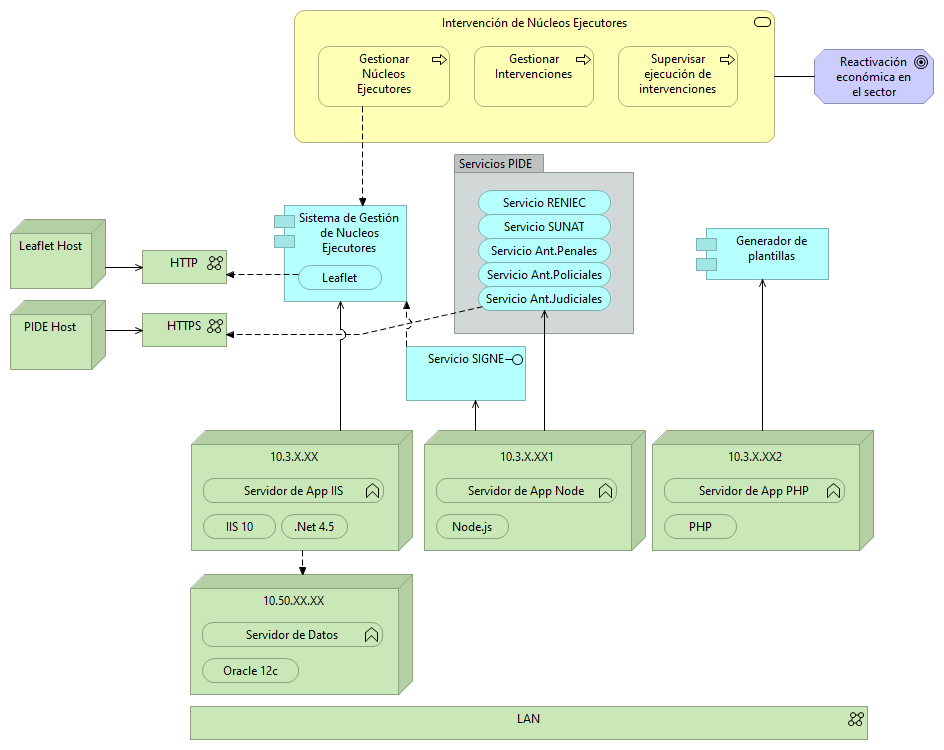 Intervención de Núcleos Ejecutores
Gestionar
Núcleos
Ejecutores
Gestionar
Intervenciones
Supervisar
ejecución de
intervenciones
Reactivación
económica en
el sector
Servicios PIDE
Servicio RENIEC
Servicio SUNAT
Servicio Ant.Penales
Servicio Ant.Policiales
Servicio Ant.Judiciales
Sistema de Gestión
de Nucleos
Ejecutores
Leaflet
Generador de
plantillas
Leaflet Host
HTTP
PIDE Host
HTTPS
Servicio SIGNE
10.3.X.XX
Servidor de App IIS
IIS 10
.Net 4.5
10.3.X.XX1
Servidor de App Node
Node.js
10.3.X.XX2
Servidor de App PHP
PHP
10.50.XX.XX
Servidor de Datos
Oracle 12c
LAN